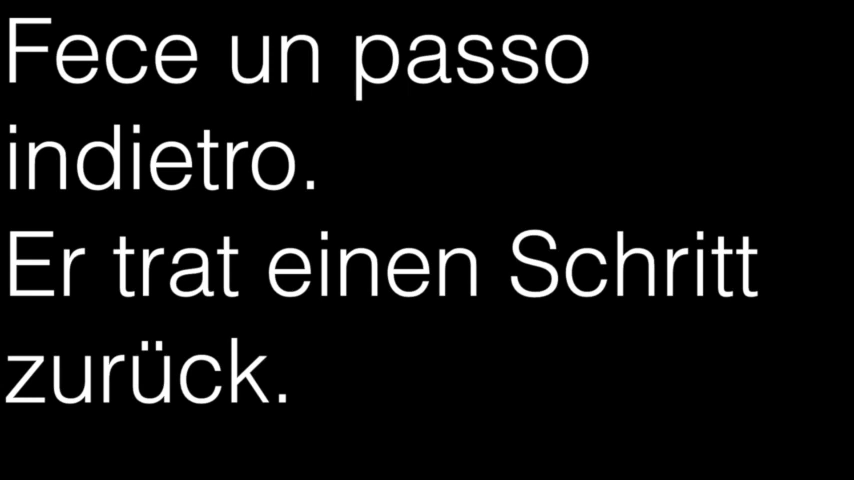 Fece un passo
indietro.
Er trat einen Schritt
zurück.